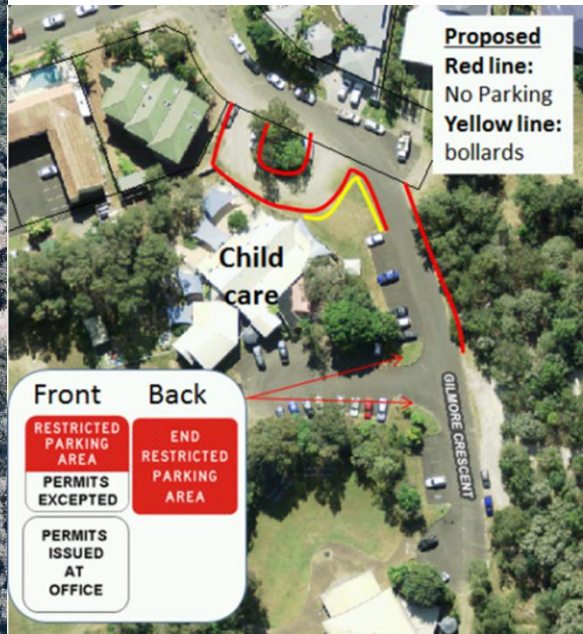 Proposed
Red line:
No Parking
Yellow line:
bollards
Child
care
Front
Back
RESTRICTED
PARKING
AREA
PERMITS
EXCEPTED
PERMITS
ISSUED
AT
OFFICE
END
RESTRICTED
PARKING
AREA
GILMORE CRESCENT